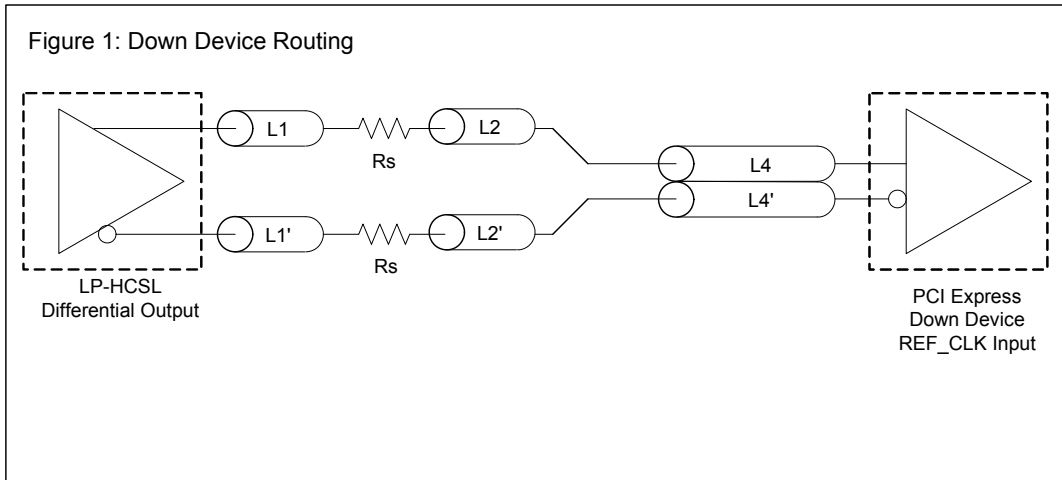 Figure 1: Down Device Routing
L1
L2
Rs
L4
L4'
L1'
L2'
Rs
LP-HCSL
Differential Output
PCI Express
Down Device
REF_CLK Input